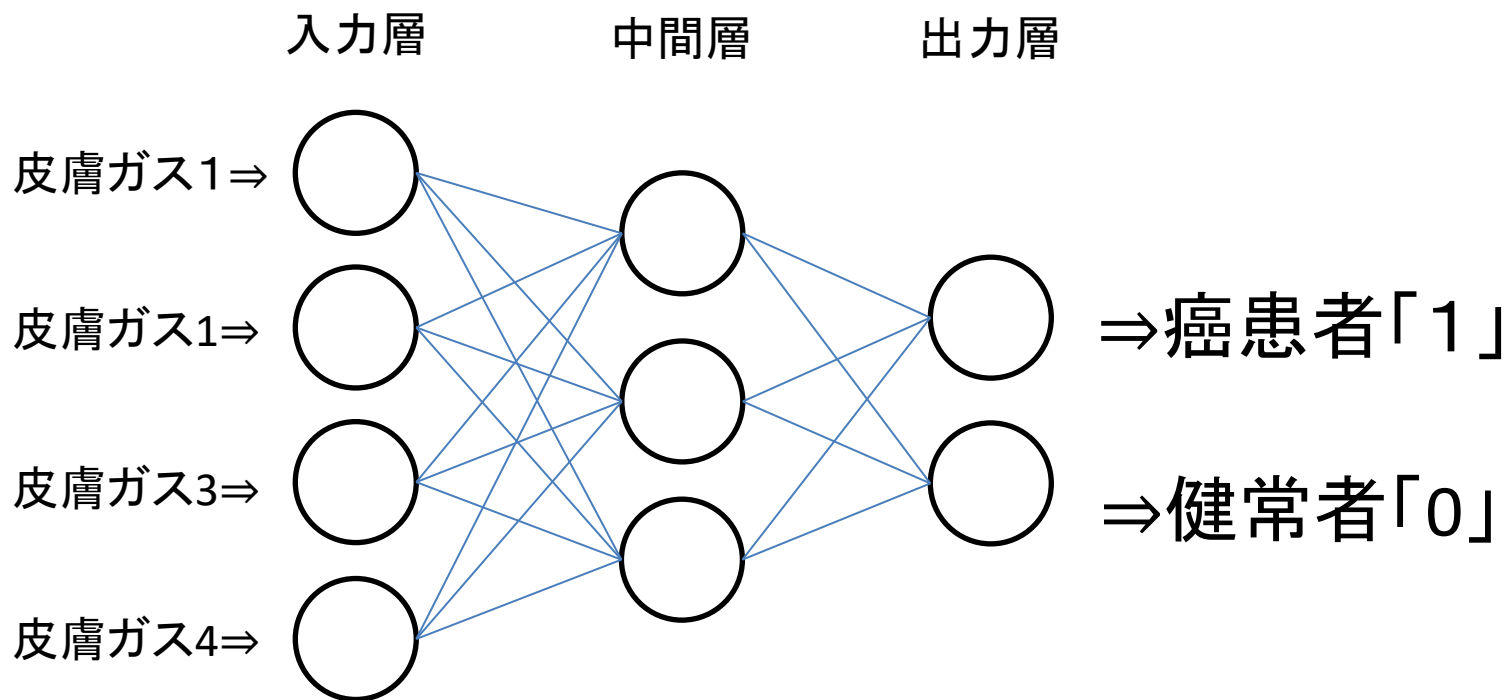 入力層
中間層
出力層
皮膚ガス１⇒
皮膚ガス1⇒
皮膚ガス3⇒
皮膚ガス4⇒
⇒癌患者「１」
⇒健常者「0」